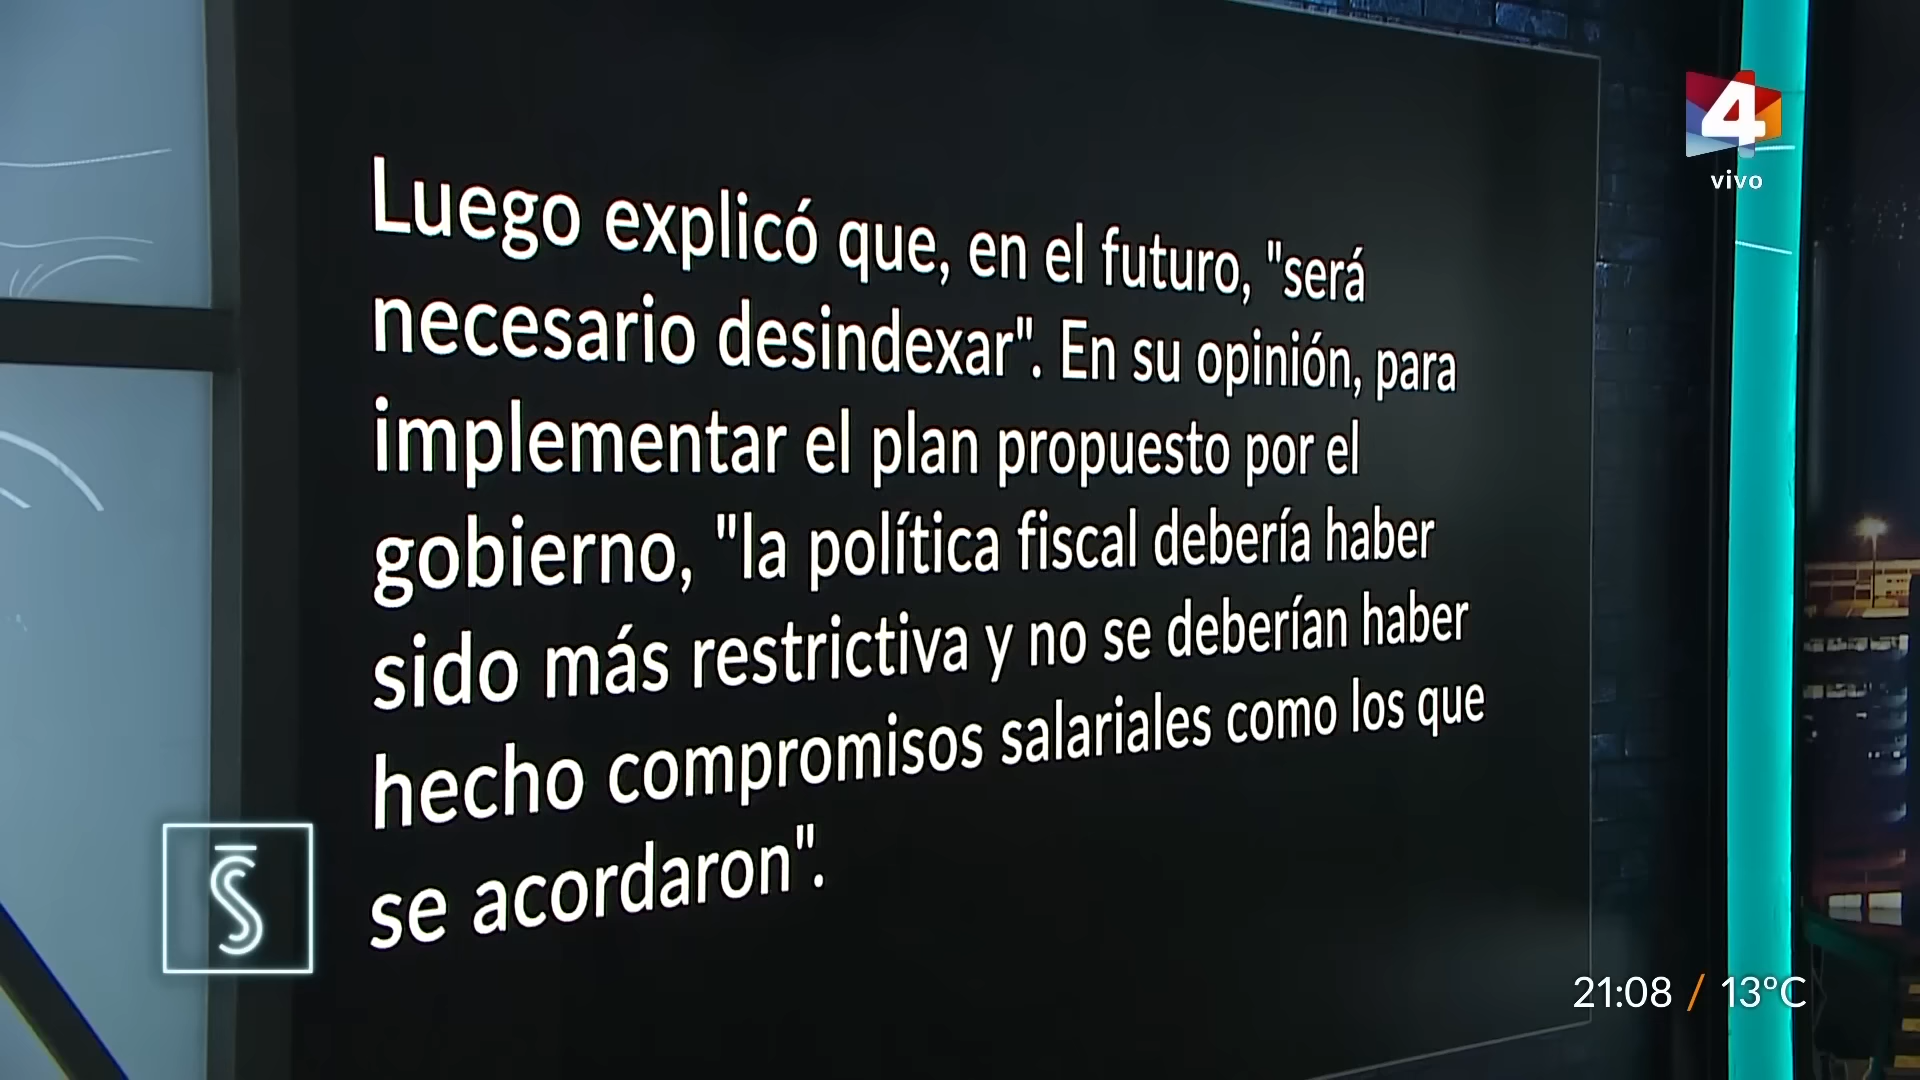 4
vivo
Luego explicó que, en el futuro, "será
necesario desindexar". En su opinión, para
implementar el plan propuesto por el
gobierno, "la política fiscal debería haber
sido más restrictiva y no se deberían haber
hecho compromisos salariales como los que
se acordaron".
S
21:08 / 13°C